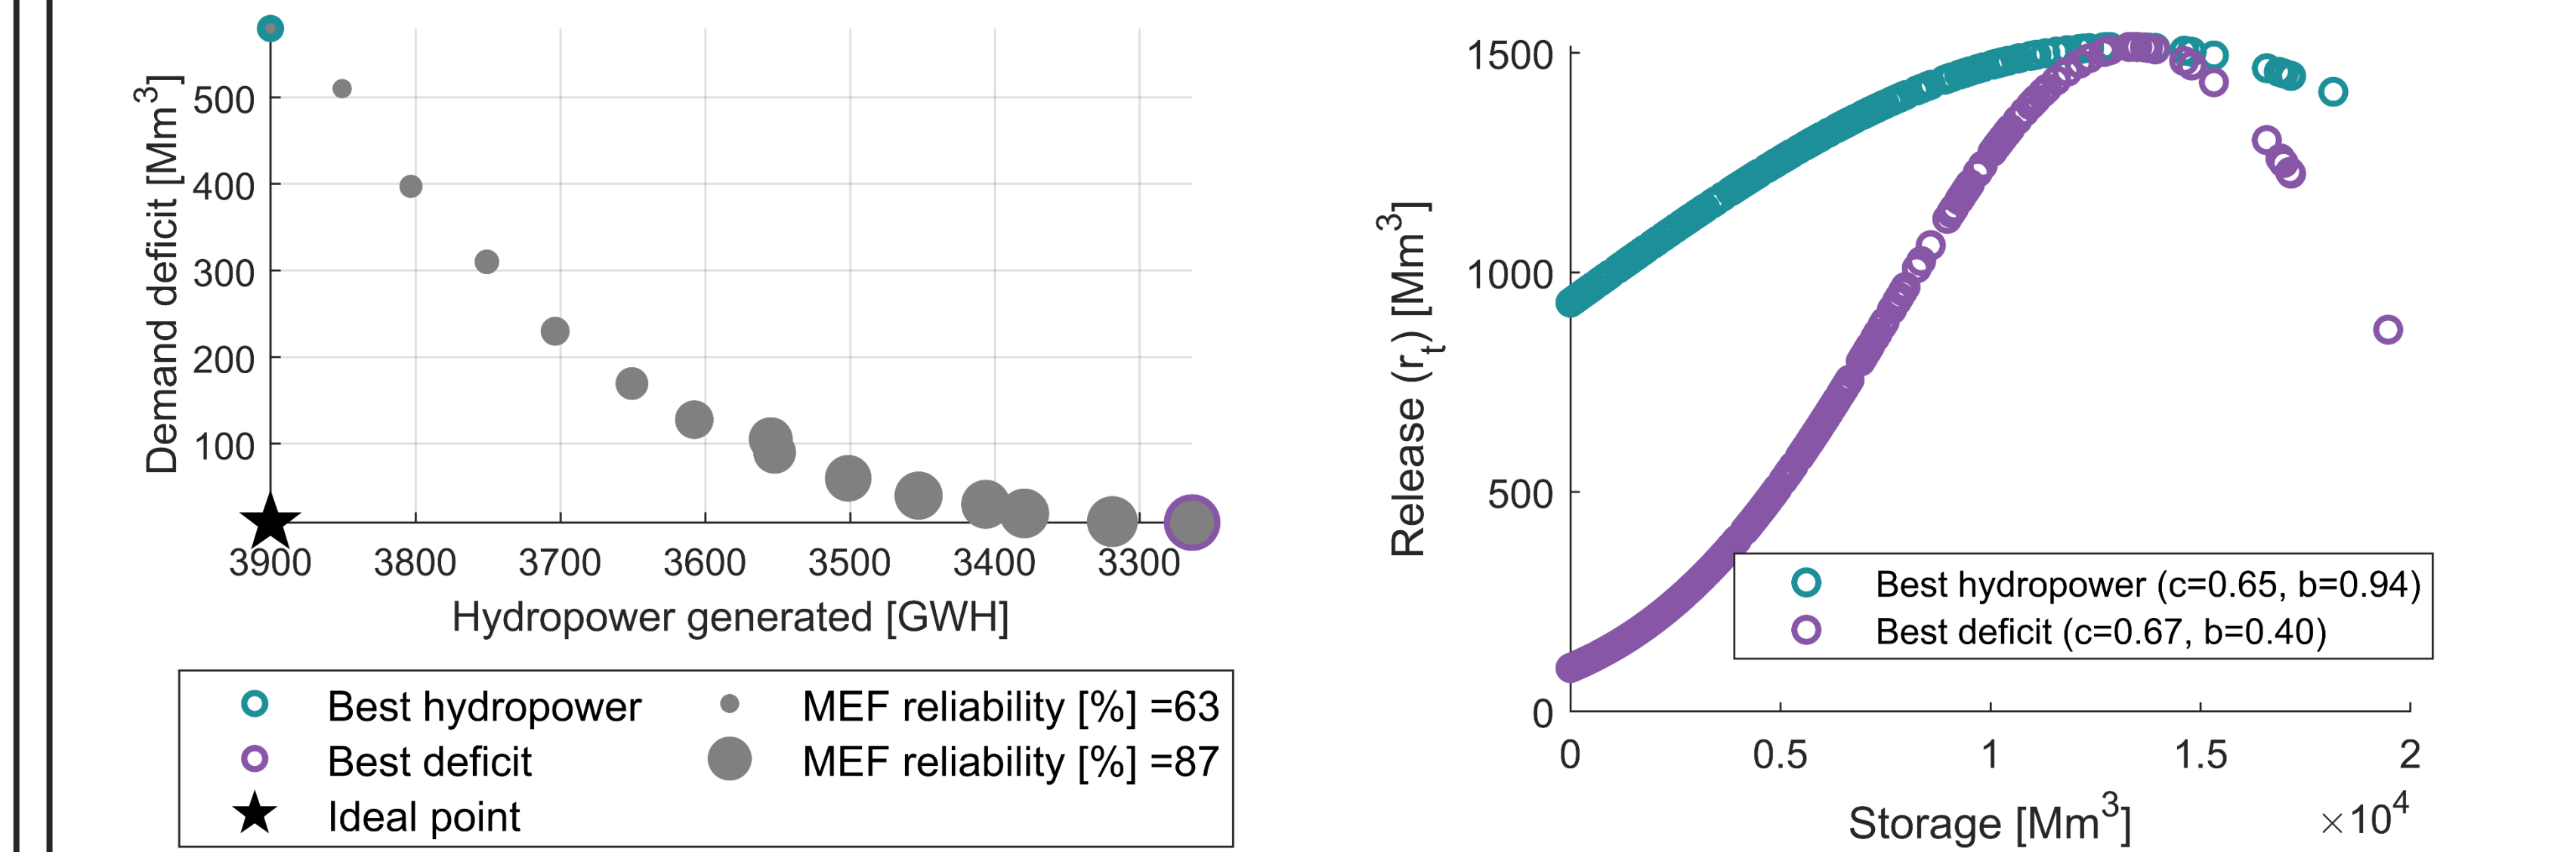 Demand deficit [Mm³]
500
400
300
200
100
3900 3800 3700 3600 3500 3400 3300
Hydropower generated [GWH]
Best hydropower
Best deficit
Ideal point
MEF reliability [%] =63
MEF reliability [%] =87
Release (rₜ) [Mm³]
1500
1000
500
0
0 0.5 1 1.5 2
×10⁴
Storage [Mm³]
Best hydropower (c=0.65, b=0.94)
Best deficit (c=0.67, b=0.40)